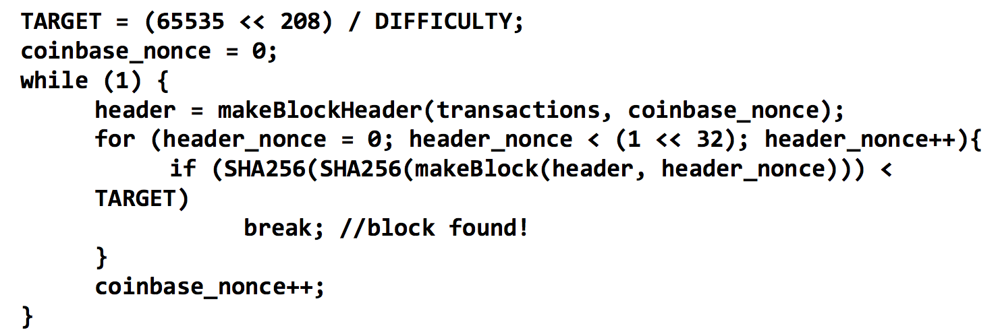 TARGET = (65535 << 208) / DIFFICULTY;
coinbase_nonce = 0;
while (1) {
header = makeBlockHeader(transactions, coinbase_nonce);
for (header_nonce = 0; header_nonce < (1 << 32); header_nonce++){
if (SHA256(SHA256(makeBlock(header, header_nonce))) <
TARGET)
break; //block found!
}
coinbase_nonce++;
}